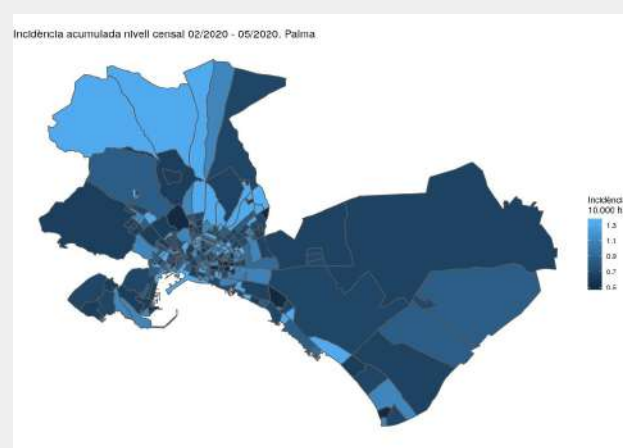 Incidència acumulada nivell censal 02/2020 - 05/2020. Palma
Incidència
10.000 h
1.3
1.1
0.9
0.7
0.5